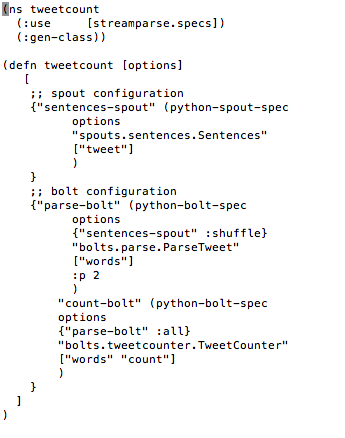 (ns tweetcount
  (:use     [streamparse.specs])
  (:gen-class))

(defn tweetcount [options]
   [
    ;; spout configuration
    {"sentences-spout" (python-spout-spec
          options
          "spouts.sentences.Sentences"
          ["tweet"]
          )
    }
    ;; bolt configuration
    {"parse-bolt" (python-bolt-spec
          options
          {"sentences-spout" :shuffle}
          "bolts.parse.ParseTweet"
          ["words"]
          :p 2
          )
        "count-bolt" (python-bolt-spec
        options
        {"parse-bolt" :all}
        "bolts.tweetcounter.TweetCounter"
        ["words" "count"]
        )
    }
  ]
)